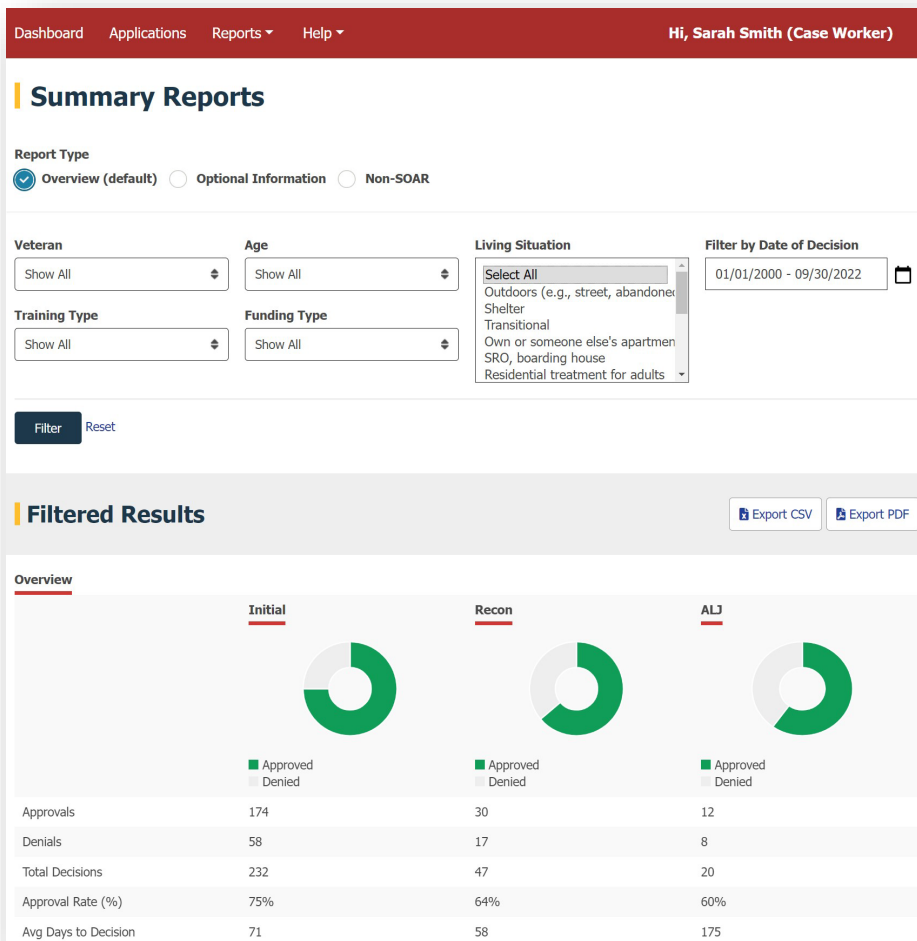 Dashboard Applications Reports Help Hi, Sarah Smith (Case Worker)
Summary Reports
Report Type
Overview (default) Optional Information Non-SOAR
Veteran Age Living Situation Filter by Date of Decision
Show All Show All Select All 01/01/2000 - 09/30/2022
Outdoors (e.g., street, abandoned
Shelter
Training Type Funding Type Transitional
Show All Show All Own or someone else's apartmen
SRO, boarding house
Residential treatment for adults
Filter Reset
Filtered Results Export CSV Export PDF
Overview
Initial Recon ALJ
Approved Approved Approved
Denied Denied Denied
Approvals 174 30 12
Denials 58 17 8
Total Decisions 232 47 20
Approval Rate (%) 75% 64% 60%
Avg Days to Decision 71 58 175